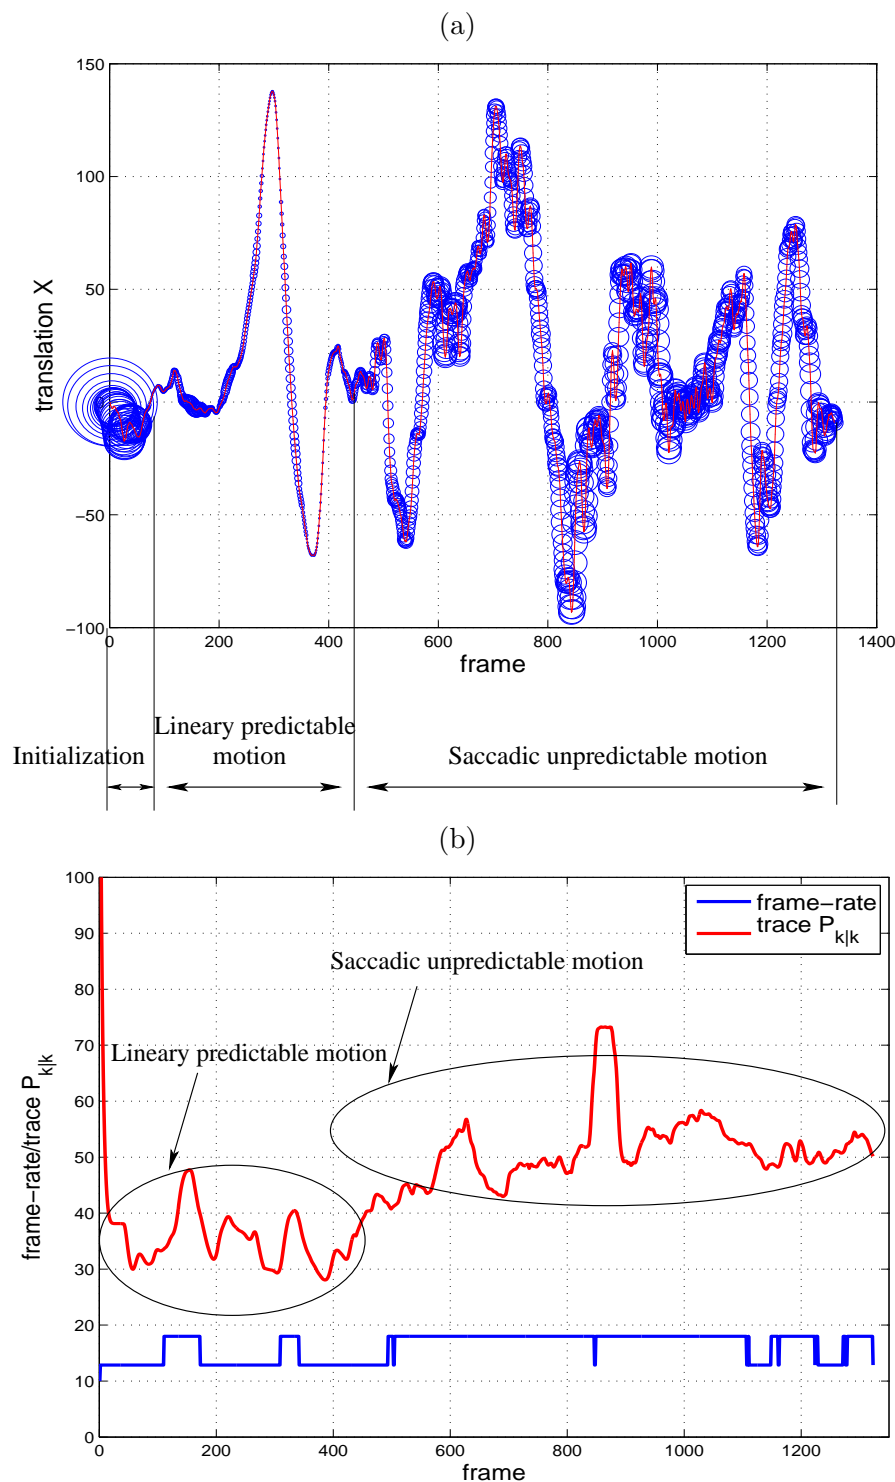 (a)
150
100
50
0
−50
−100
translation X
0 200 400 600 800 1000 1200 1400
frame
Lineary predictable
motion
Initialization
Saccadic unpredictable motion
(b)
100
90
80
70
60
50
40
30
20
10
0
frame−rate/trace P k|k
frame−rate
trace P k|k
Saccadic unpredictable motion
Lineary predictable motion
0 200 400 600 800 1000 1200
frame